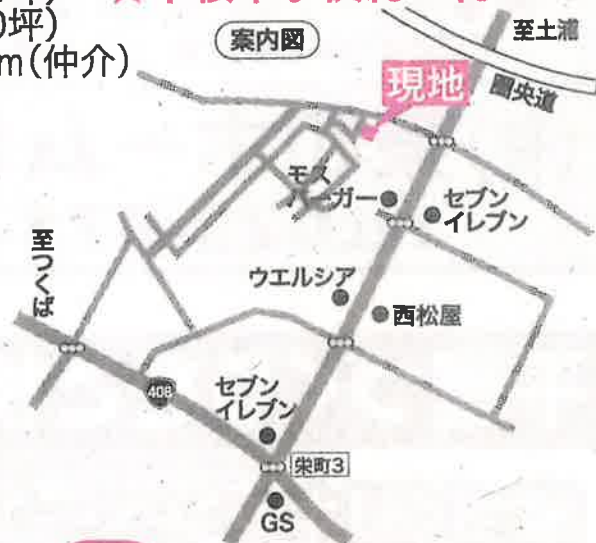 0坪)
m(仲介)
案内図
至土浦
圏央道
現地
モス
バーガー
セブン
イレブン
至つくば
ウエルシア
西松屋
408
セブン
イレブン
栄町3
GS